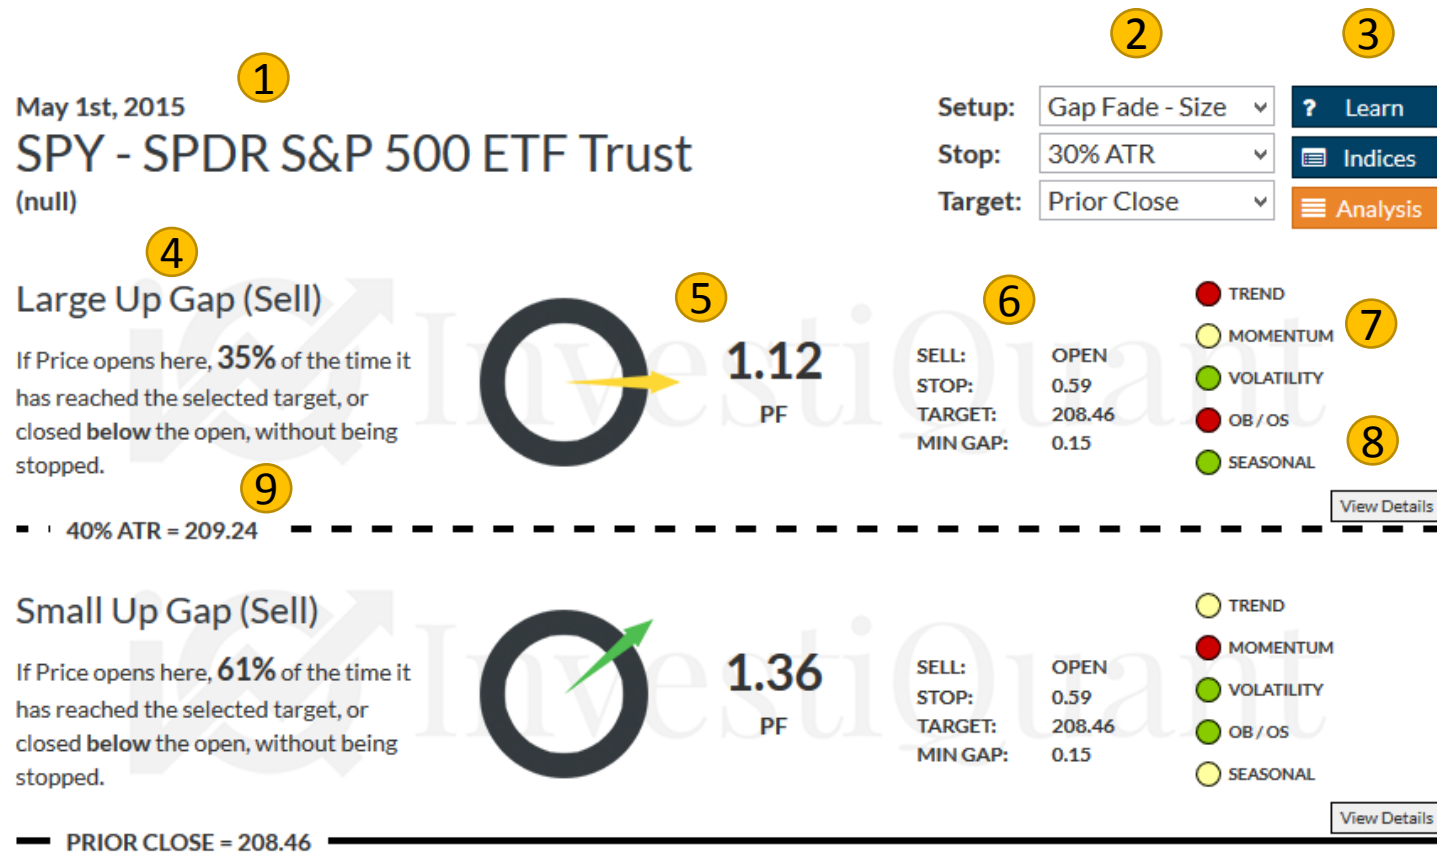 2
3
1
May 1st, 2015
SPY - SPDR S&P 500 ETF Trust
(null)
Setup: Gap Fade - Size
Stop: 30% ATR
Target: Prior Close
? Learn
Indices
Analysis
4
Large Up Gap (Sell)
If Price opens here, 35% of the time it
has reached the selected target, or
closed below the open, without being
stopped.
5
1.12
PF
6
SELL: OPEN
STOP: 0.59
TARGET: 208.46
MIN GAP: 0.15
TREND
7
MOMENTUM
VOLATILITY
OB / OS
8
SEASONAL
View Details
InvestiQuant
9
40% ATR = 209.24
Small Up Gap (Sell)
If Price opens here, 61% of the time it
has reached the selected target, or
closed below the open, without being
stopped.
1.36
PF
SELL: OPEN
STOP: 0.59
TARGET: 208.46
MIN GAP: 0.15
TREND
MOMENTUM
VOLATILITY
OB / OS
SEASONAL
View Details
InvestiQuant
PRIOR CLOSE = 208.46